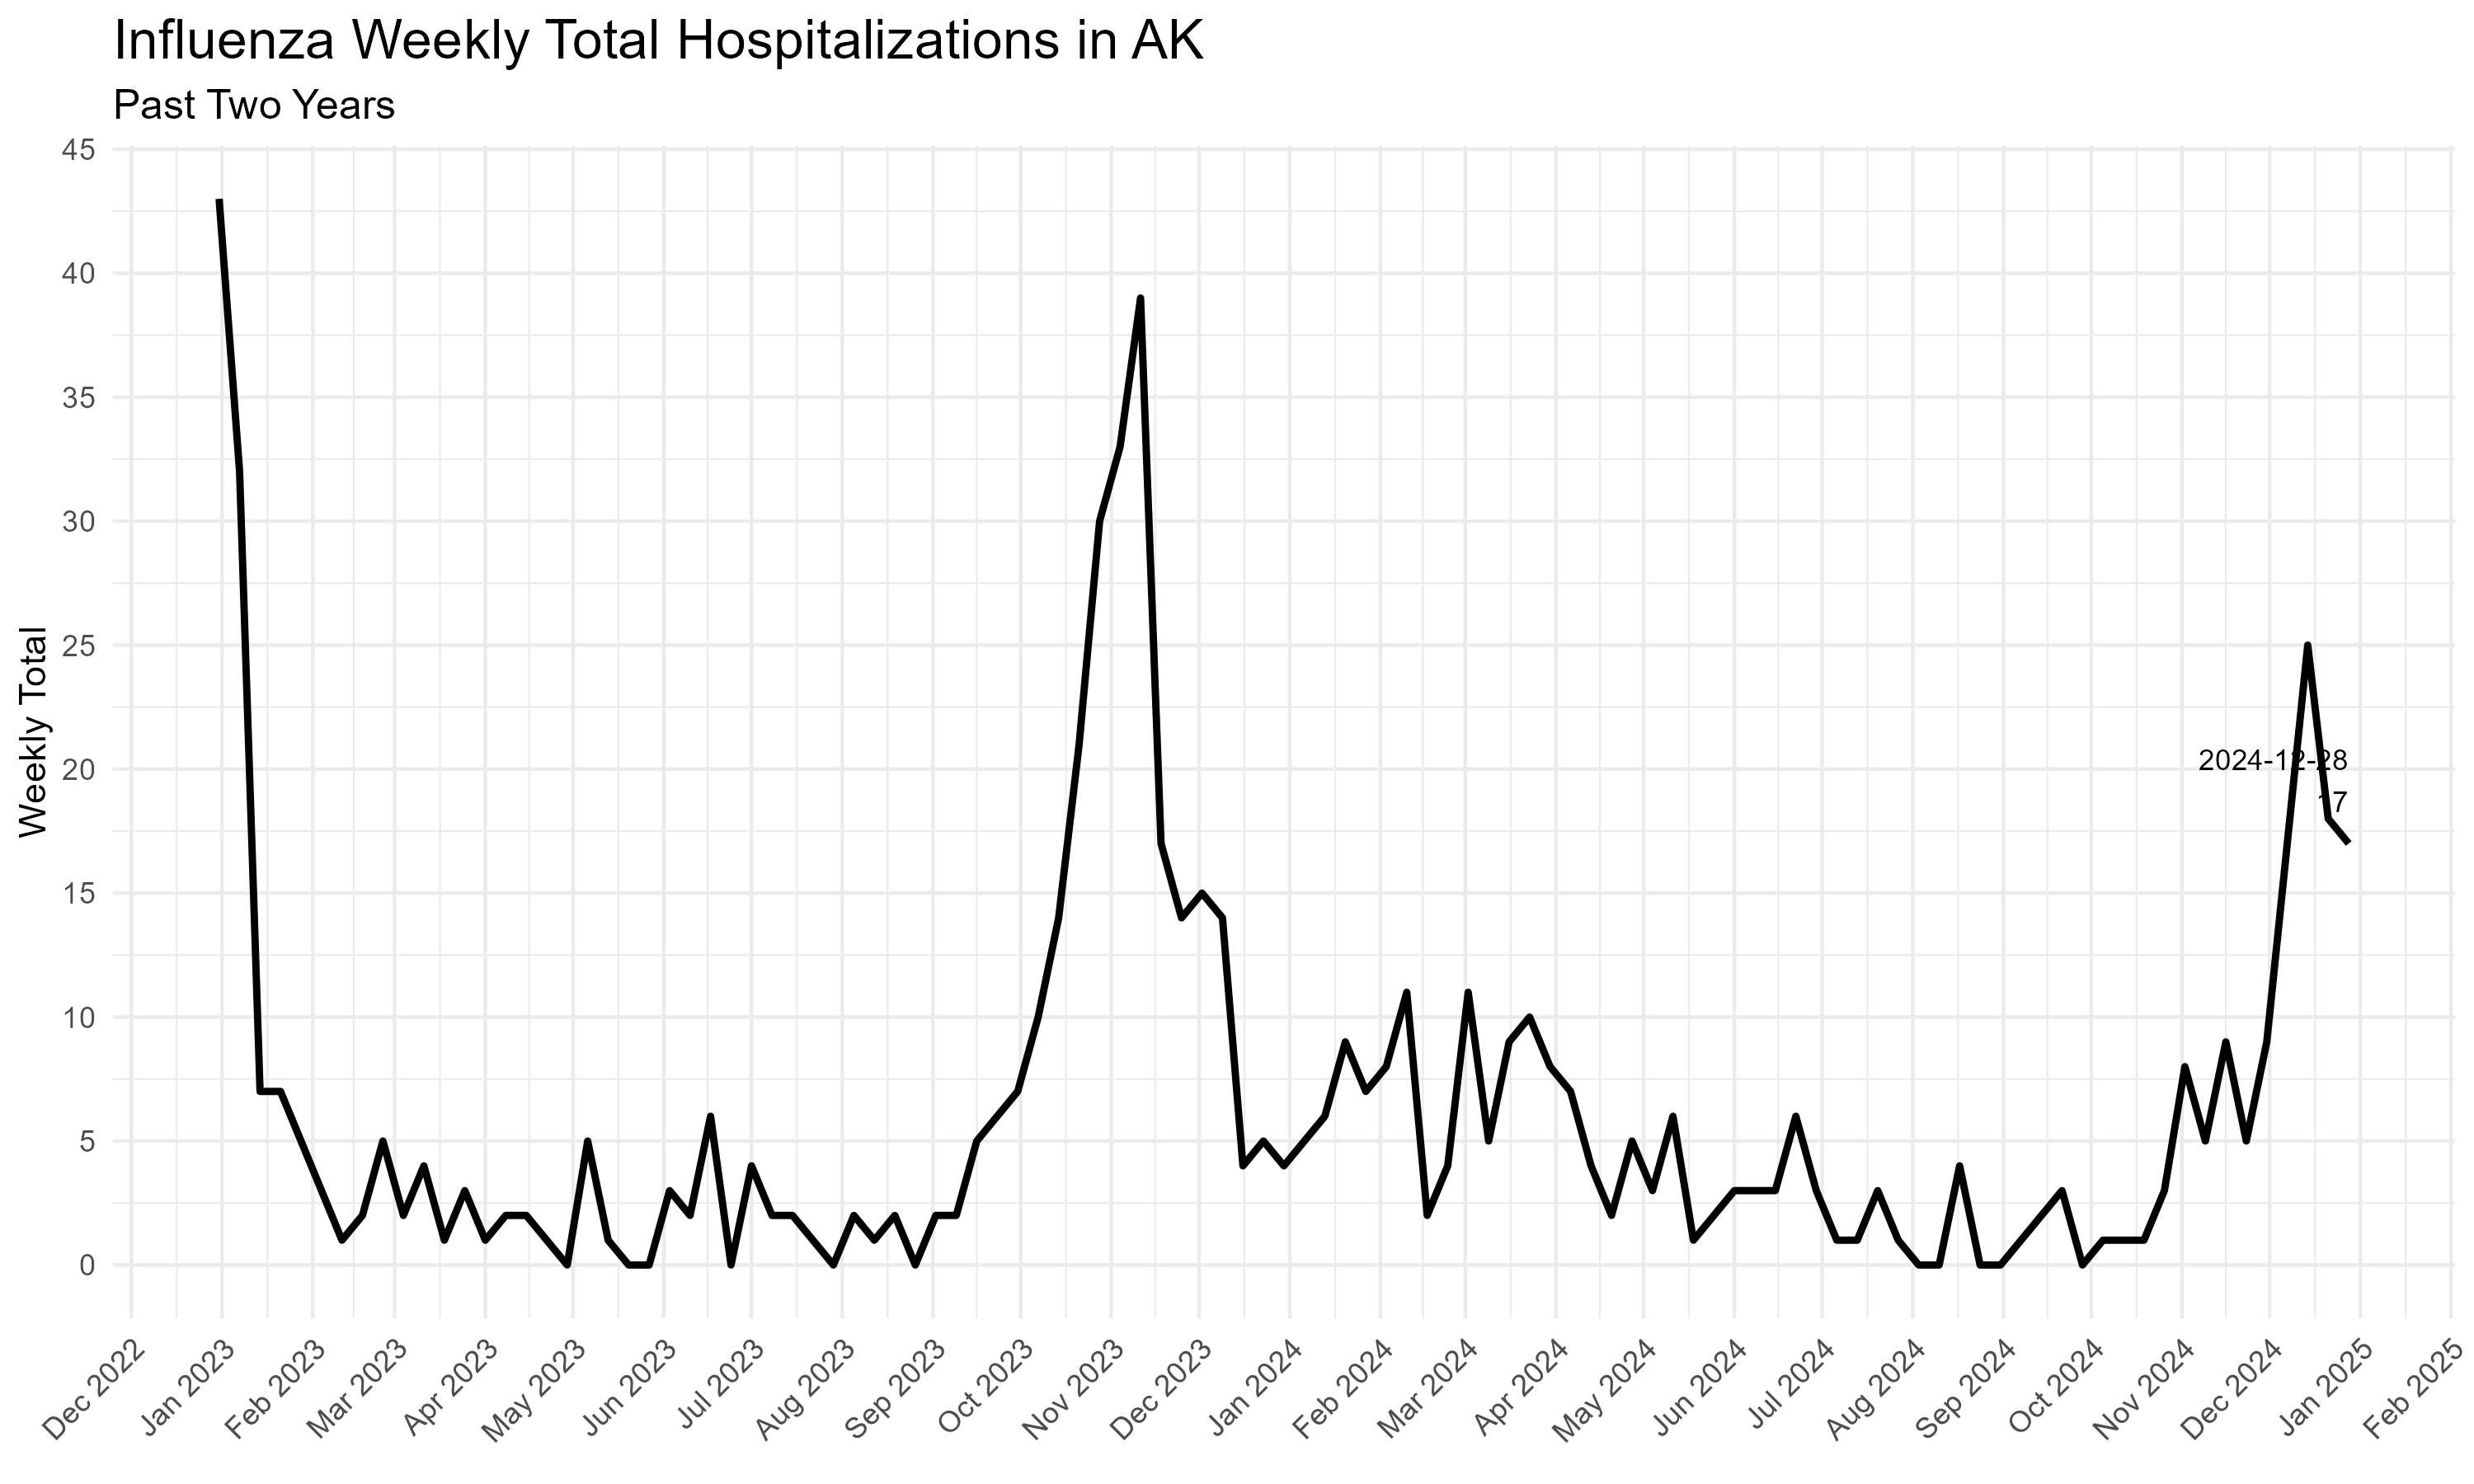 Influenza Weekly Total Hospitalizations in AK
Past Two Years
Weekly Total
45
40
35
30
25
20
15
10
5
0
2024-12-28
17
Dec 2022
Jan 2023
Feb 2023
Mar 2023
Apr 2023
May 2023
Jun 2023
Jul 2023
Aug 2023
Sep 2023
Oct 2023
Nov 2023
Dec 2023
Jan 2024
Feb 2024
Mar 2024
Apr 2024
May 2024
Jun 2024
Jul 2024
Aug 2024
Sep 2024
Oct 2024
Nov 2024
Dec 2024
Jan 2025
Feb 2025